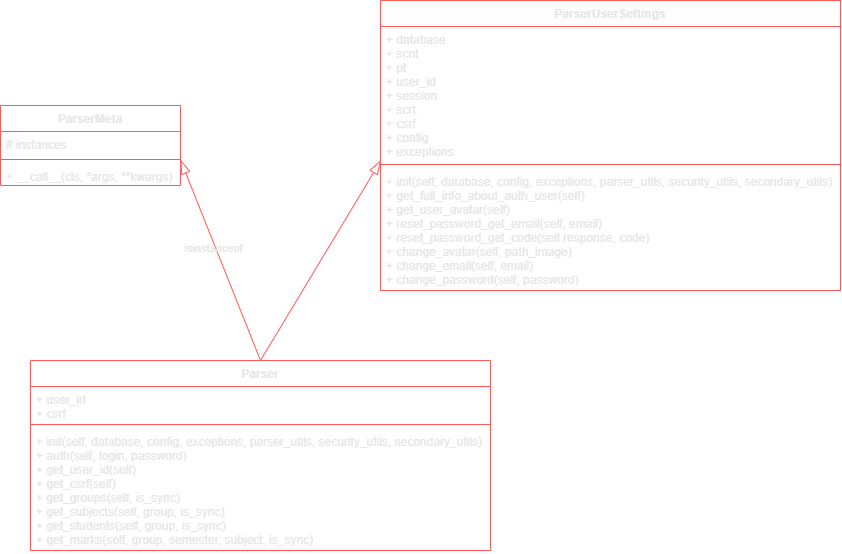 ParserUserSettings
+ database
+ scnt
+ pl
+ user_id
+ session
+ scrt
+ csrf
+ config
+ exceptions
+ init(self, database, config, exceptions, parser_utils, security_utils, secondary_utils)
+ get_full_info_about_auth_user(self)
+ get_user_avatar(self)
+ reset_password_get_email(self, email)
+ reset_password_get_code(self response, code)
+ change_avatar(self, path_image)
+ change_email(self, email)
+ change_password(self, password)
ParserMeta
# instances
+ __call__(cls, *args, **kwargs)
isinstanceof
Parser
+ user_id
+ csrf
+ init(self, database, config, exceptions, parser_utils, security_utils, secondary_utils)
+ auth(self, login, password)
+ get_user_id(self)
+ get_csrf(self)
+ get_groups(self, is_sync)
+ get_subjects(self, group, is_sync)
+ get_students(self, group, is_sync)
+ get_marks(self, group, semester, subject, is_sync)